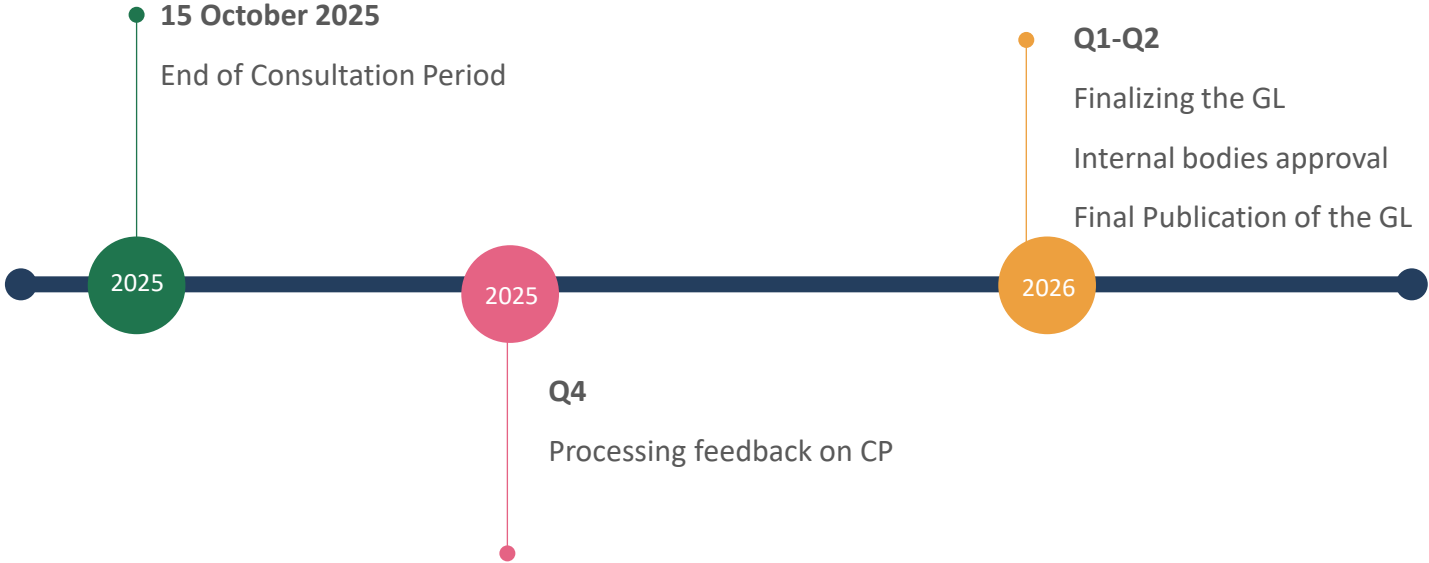 15 October 2025
End of Consultation Period
2025
2025
Q4
Processing feedback on CP
Q1-Q2
Finalizing the GL
Internal bodies approval
Final Publication of the GL
2026